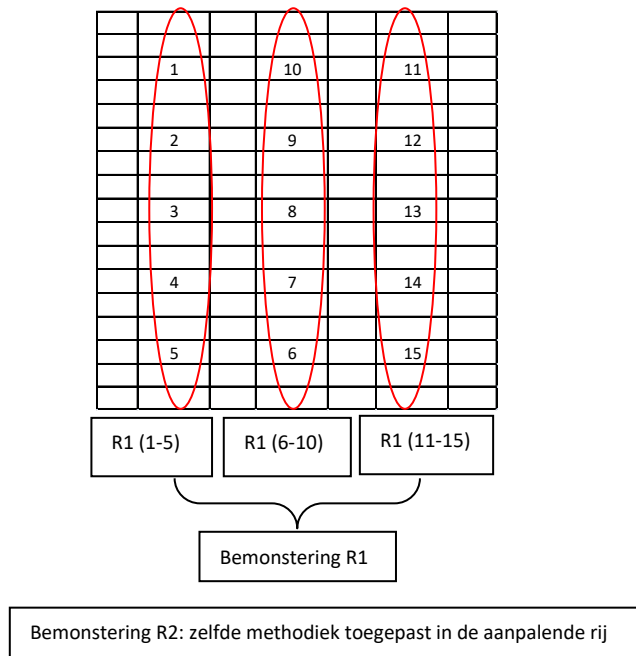 1 10 11
2 9 12
3 8 13
4 7 14
5 6 15
R1 (1-5) R1 (6-10) R1 (11-15)
Bemonstering R1
Bemonstering R2: zelfde methodiek toegepast in de aanpalende rij